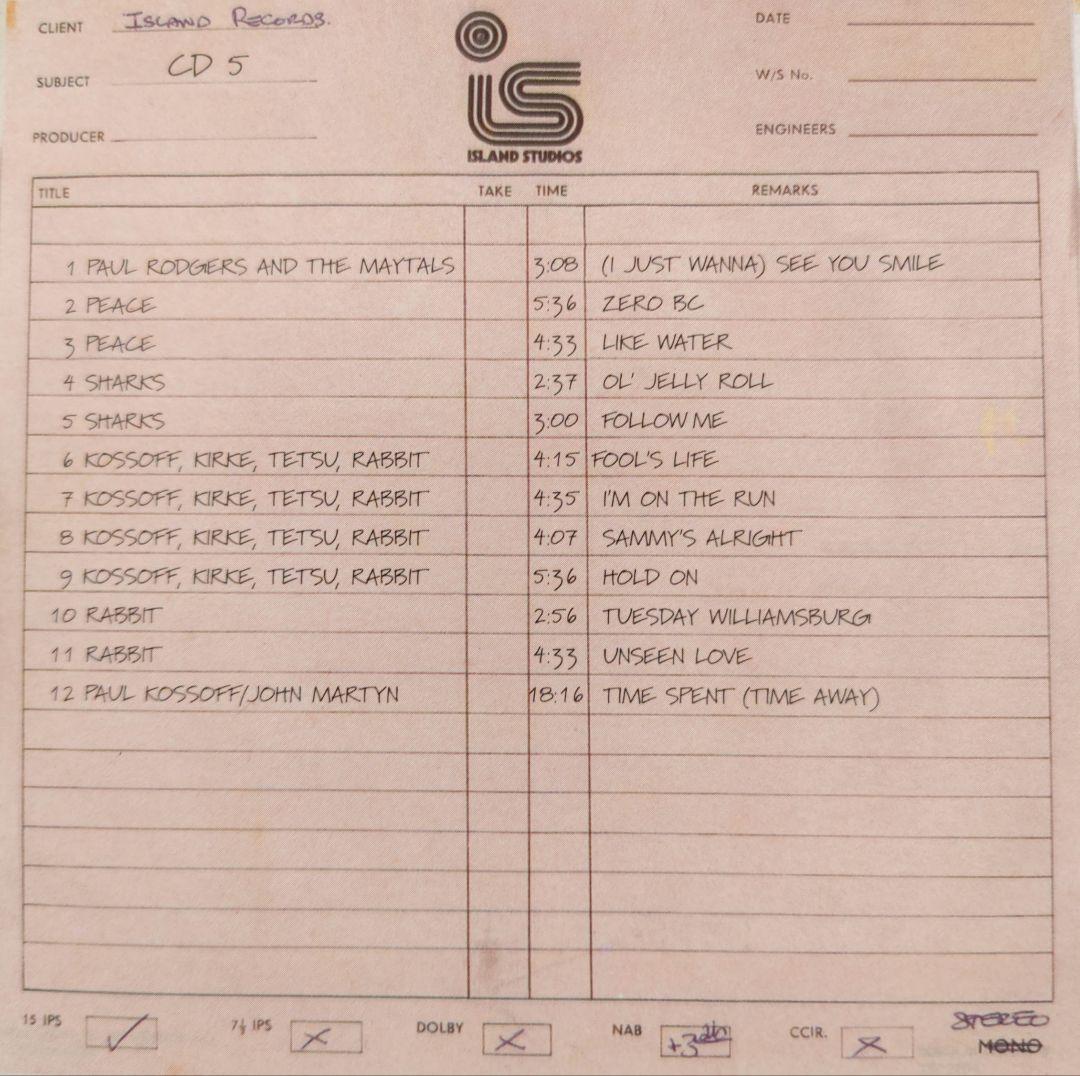 CLIENT ISLAND RECORDS.
SUBJECT CD 5
PRODUCER
ISLAND STUDIOS
DATE
W/S No.
ENGINEERS
TITLE TAKE TIME REMARKS
1 PAUL RODGERS AND THE MAYTALS 3:08 (I JUST WANNA) SEE YOU SMILE
2 PEACE 5:36 ZERO BC
3 PEACE 4:33 LIKE WATER
4 SHARKS 2:37 OL' JELLY ROLL
5 SHARKS 3:00 FOLLOW ME
6 KOSSOFF, KIRKE, TETSU, RABBIT 4:15 FOOL'S LIFE
7 KOSSOFF, KIRKE, TETSU, RABBIT 4:35 I'M ON THE RUN
8 KOSSOFF, KIRKE, TETSU, RABBIT 4:07 SAMMY'S ALRIGHT
9 KOSSOFF, KIRKE, TETSU, RABBIT 5:36 HOLD ON
10 RABBIT 2:56 TUESDAY WILLIAMSBURG
11 RABBIT 4:33 UNSEEN LOVE
12 PAUL KOSSOFF/JOHN MARTYN 18:16 TIME SPENT (TIME AWAY)
15 IPS 7½ IPS DOLBY NAB +3db CCIR. STEREO
MONO